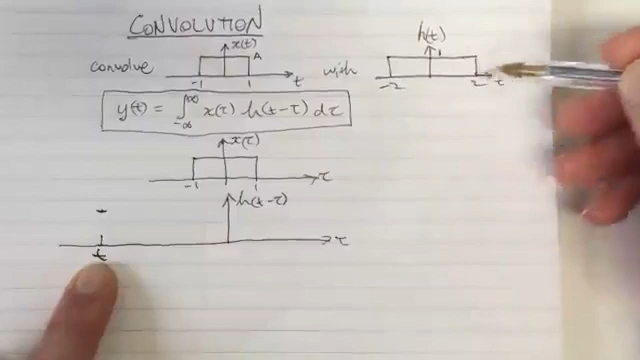 CONVOLUTION
convolve x(t) A -1 1 t with h(t) 1 -2 2 t
y(t) = ∫_{-∞}^{∞} x(τ) h(t-τ) dτ
x(τ)
-1 1 τ
h(t-τ)
t τ